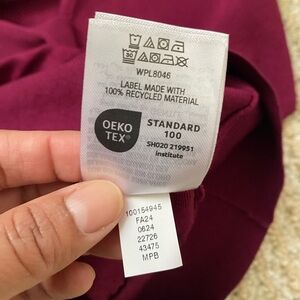 WPL8046
LABEL MADE WITH
100% RECYCLED MATERIAL
OEKO
TEX®
STANDARD
100
SHO20 219951
institute
100154945
FA24
0624
22726
43475
MPB